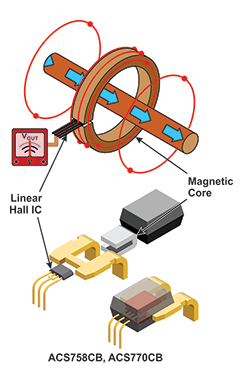 VOUT
Magnetic
Core
Linear
Hall IC
ACS758CB, ACS770CB